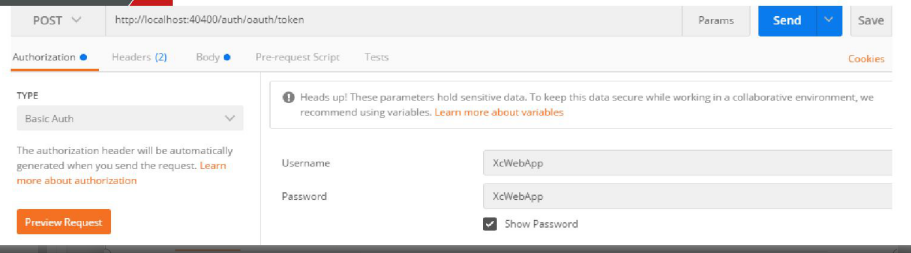 POST http://localhost:40400/auth/oauth/token Params Send Save
Authorization Headers (2) Body Pre-request Script Tests Cookies
TYPE
Basic Auth
The authorization header will be automatically
generated when you send the request. Learn
more about authorization
Preview Request
Heads up! These parameters hold sensitive data. To keep this data secure while working in a collaborative environment, we
recommend using variables. Learn more about variables
Username XcWebApp
Password XcWebApp
Show Password